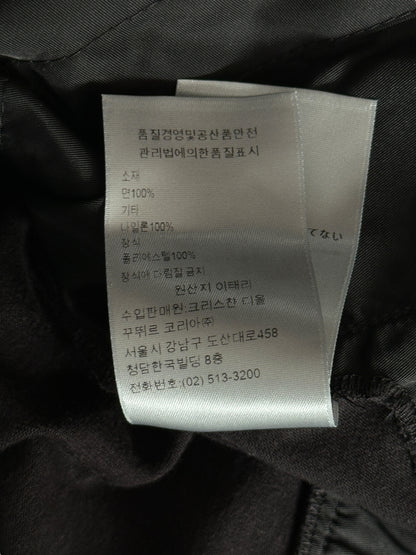 품질경영및공산품안전
관리법에의한품질표시
소재
면100%
기타
나일론100%
장식
폴리에스텔100%
장식에 다림질 금지
원산지 이태리
수입판매원:크리스챤 디올
꾸뛰르 코리아㈜
서울시 강남구 도산대로458
청담한국빌딩 8층
전화번호:(02) 513-3200
てない